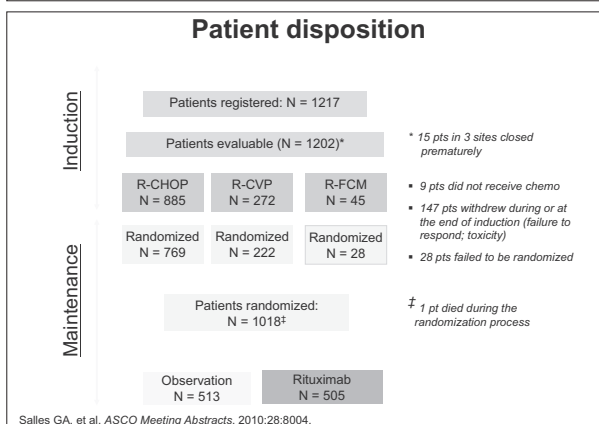 Patient disposition
Induction
Patients registered: N = 1217
Patients evaluable (N = 1202)*
* 15 pts in 3 sites closed
prematurely
R-CHOP
N = 885
R-CVP
N = 272
R-FCM
N = 45
▪ 9 pts did not receive chemo
▪ 147 pts withdrew during or at
the end of induction (failure to
respond; toxicity)
▪ 28 pts failed to be randomized
Maintenance
Randomized
N = 769
Randomized
N = 222
Randomized
N = 28
Patients randomized:
N = 1018‡
‡ 1 pt died during the
randomization process
Observation
N = 513
Rituximab
N = 505
Salles GA, et al. ASCO Meeting Abstracts. 2010;28:8004.